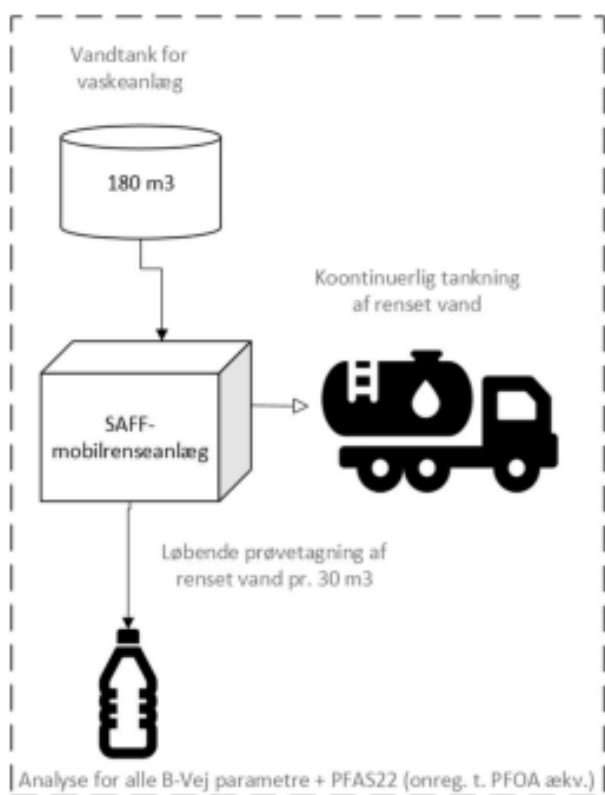 Vandtank for
vaskeanlæg
180 m3
Koontinuerlig tankning
af renset vand
SAFF-
mobilrenseanlæg
Løbende prøvetagning af
renset vand pr. 30 m3
Analyse for alle B-Vej parametre + PFAS22 (onreg. t. PFOA ækv.)